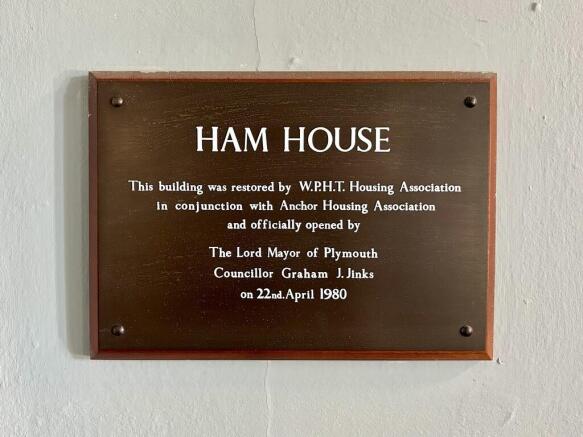 HAM HOUSE
This building was restored by W.P.H.T. Housing Association
in conjunction with Anchor Housing Association
and officially opened by
The Lord Mayor of Plymouth
Councillor Graham J. Jinks
on 22nd. April 1980